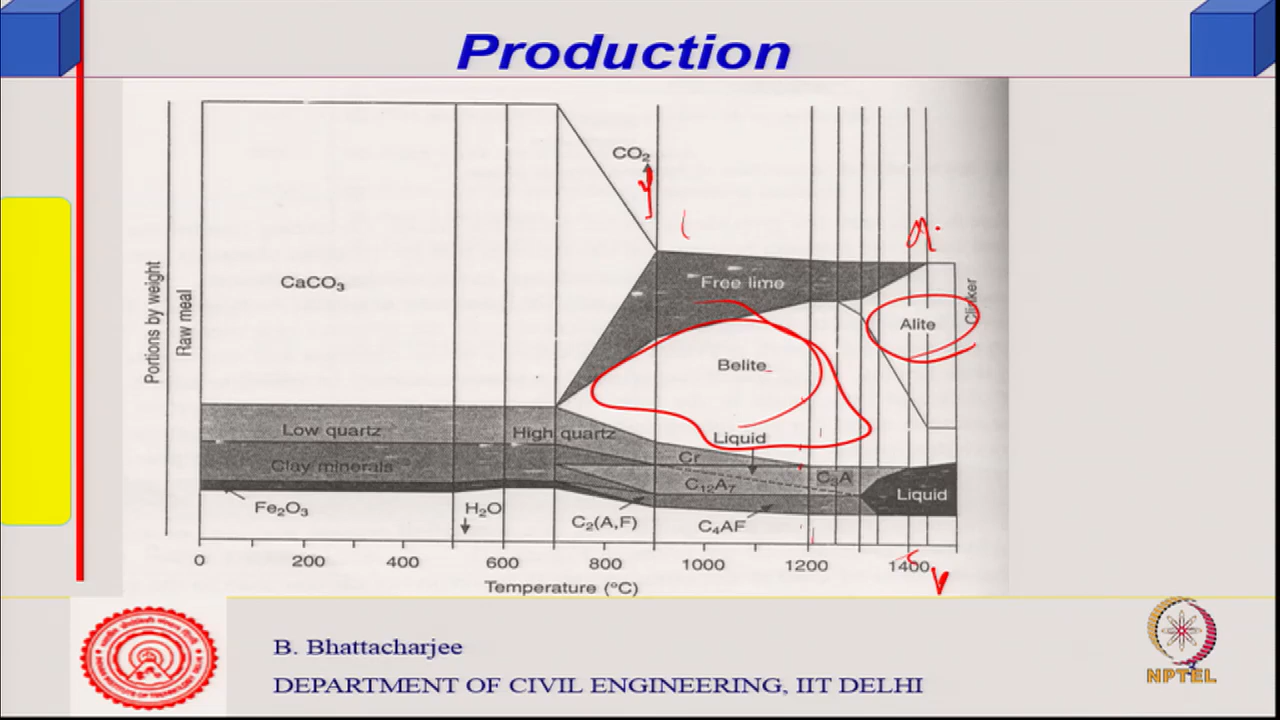 Production
CO₂
CaCO₃
Free lime
Alite
Clinker
Belite
Portions by weight
Raw meal
Low quartz
High quartz
Liquid
Cr
Clay minerals
C₁₂A₇
C₃A
Liquid
Fe₂O₃
H₂O
C₂(A,F)
C₄AF
0 200 400 600 800 1000 1200 1400
Temperature (°C)
B. Bhattacharjee
DEPARTMENT OF CIVIL ENGINEERING, IIT DELHI
NPTEL